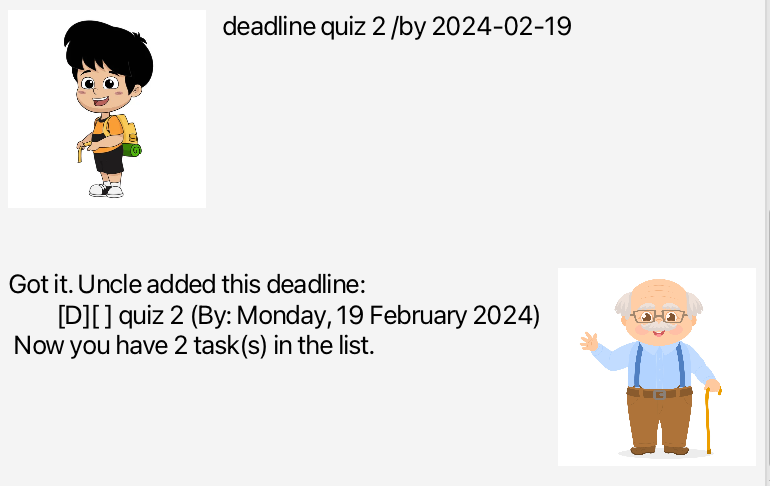 deadline quiz 2 /by 2024-02-19
Got it. Uncle added this deadline:
[D][ ] quiz 2 (By: Monday, 19 February 2024)
Now you have 2 task(s) in the list.